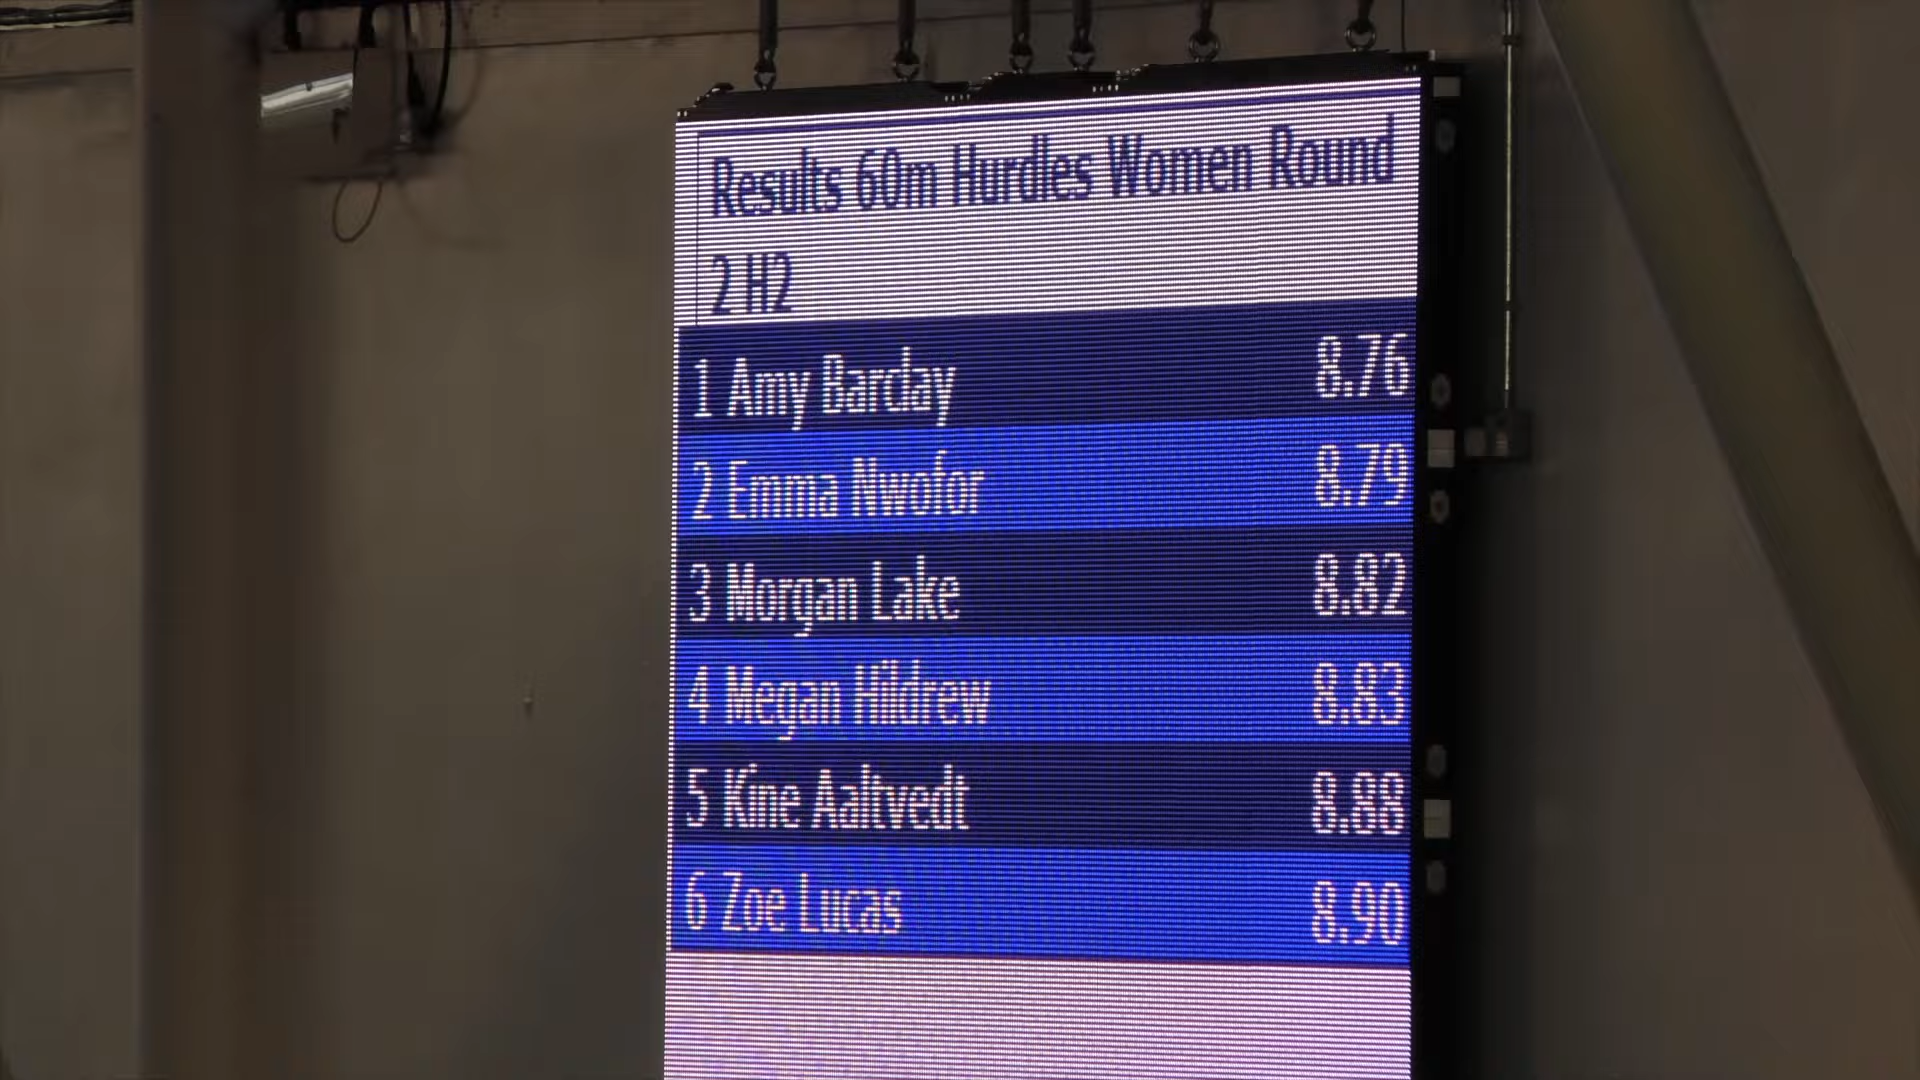 Results 60m Hurdles Women Round
2 H2
1 Amy Barclay 8.76
2 Emma Nwofor 8.79
3 Morgan Lake 8.82
4 Megan Hildrew 8.83
5 Kine Aaltvedt 8.88
6 Zoe Lucas 8.90